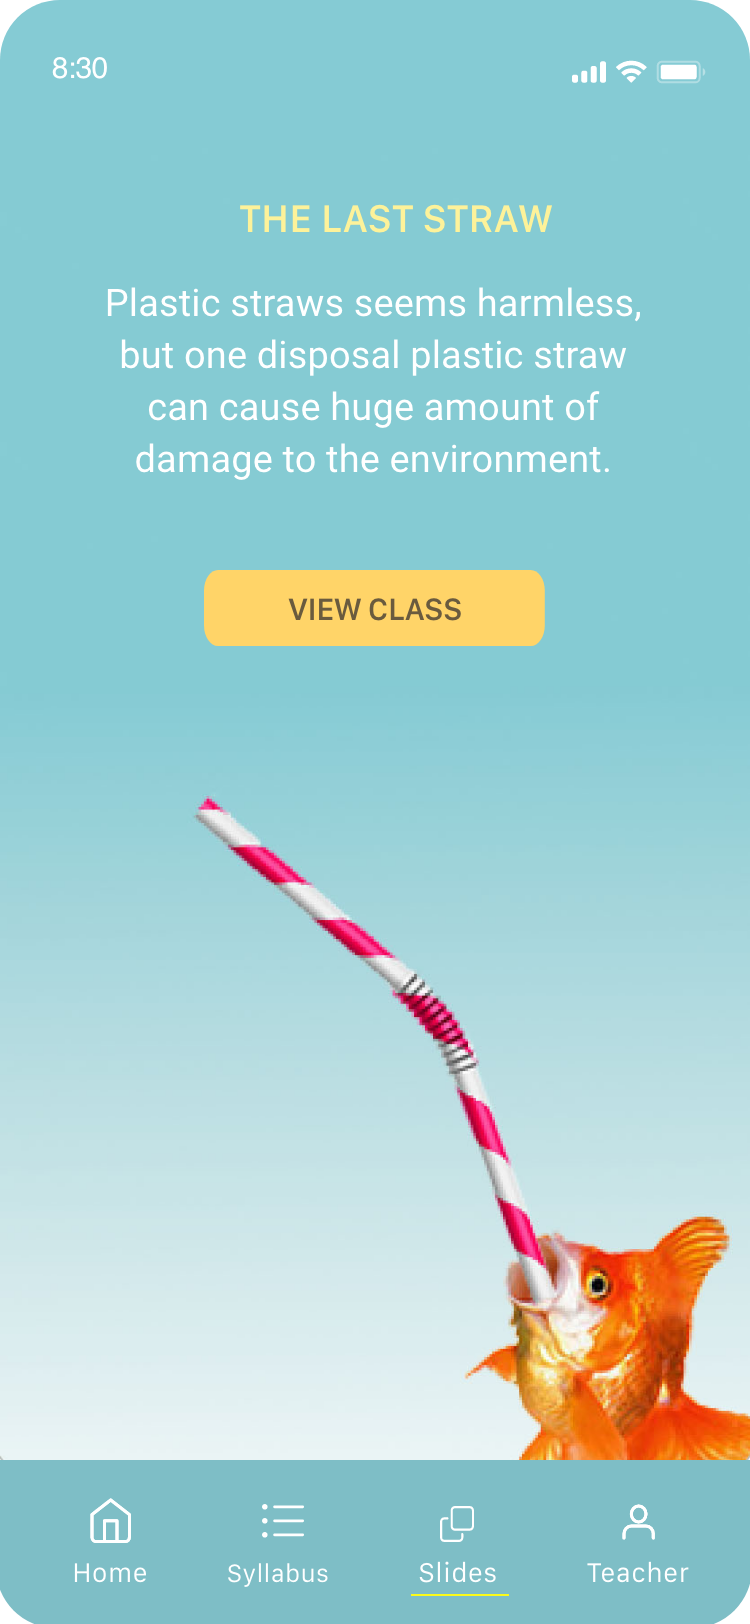 8:30
THE LAST STRAW
Plastic straws seems harmless,
but one disposal plastic straw
can cause huge amount of
damage to the environment.
VIEW CLASS
Home
Syllabus
Slides
Teacher